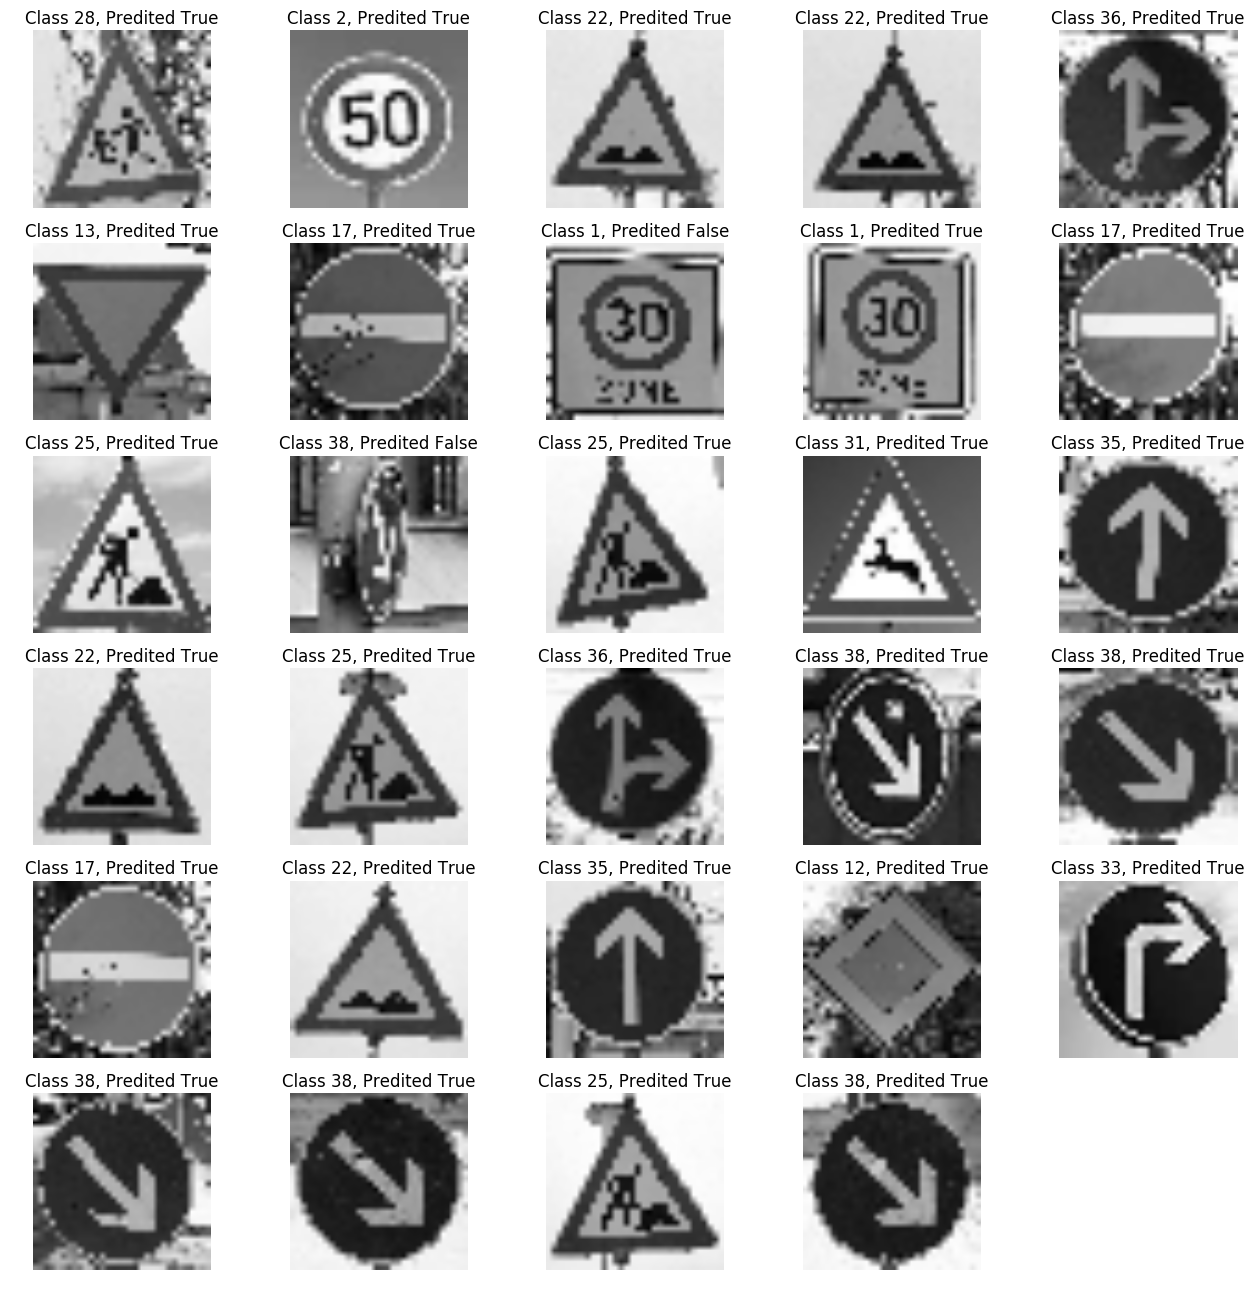 Class 28, Predited True
Class 2, Predited True
Class 22, Predited True
Class 22, Predited True
Class 36, Predited True
50
Class 13, Predited True
Class 17, Predited True
Class 1, Predited False
Class 1, Predited True
Class 17, Predited True
30
ZONE
30
Class 25, Predited True
Class 38, Predited False
Class 25, Predited True
Class 31, Predited True
Class 35, Predited True
Class 22, Predited True
Class 25, Predited True
Class 36, Predited True
Class 38, Predited True
Class 38, Predited True
Class 17, Predited True
Class 22, Predited True
Class 35, Predited True
Class 12, Predited True
Class 33, Predited True
Class 38, Predited True
Class 38, Predited True
Class 25, Predited True
Class 38, Predited True